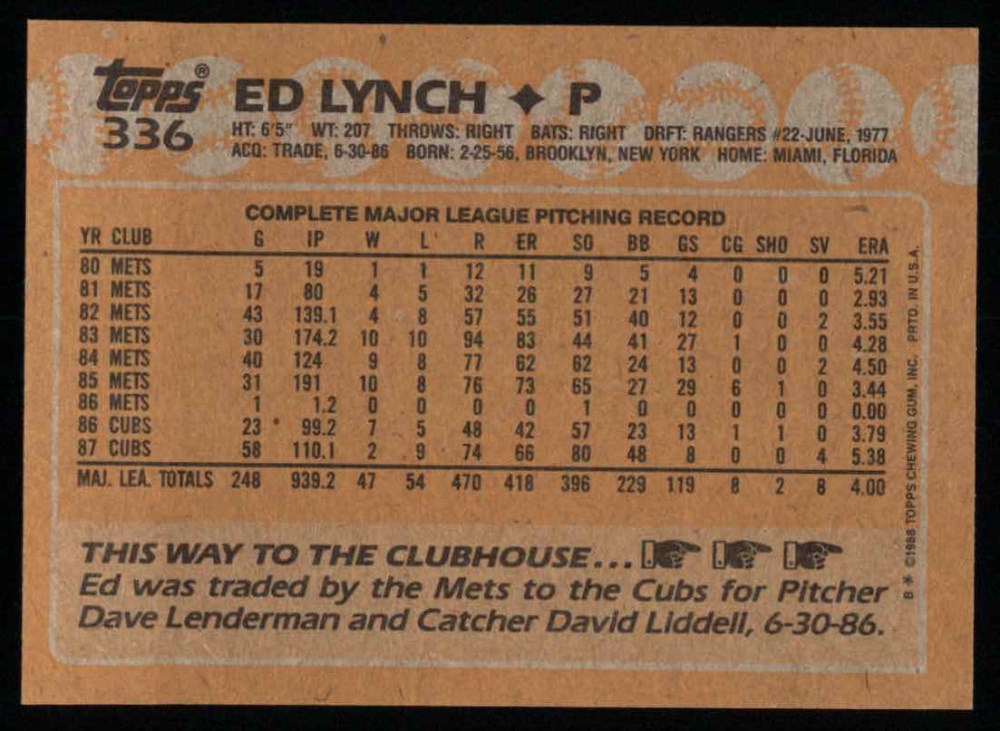 Topps® ED LYNCH ♦ P
336 HT: 6'5" WT: 207 THROWS: RIGHT BATS: RIGHT DRFT: RANGERS #22-JUNE, 1977
ACQ: TRADE, 6-30-86 BORN: 2-25-56, BROOKLYN, NEW YORK HOME: MIAMI, FLORIDA
COMPLETE MAJOR LEAGUE PITCHING RECORD
YR CLUB G IP W L R ER SO BB GS CG SHO SV ERA
80 METS 5 19 1 1 12 11 9 5 4 0 0 0 5.21
81 METS 17 80 4 5 32 26 27 21 13 0 0 0 2.93
82 METS 43 139.1 4 8 57 55 51 40 12 0 0 2 3.55
83 METS 30 174.2 10 10 94 83 44 41 27 1 0 0 4.28
84 METS 40 124 9 8 77 62 62 24 13 0 0 2 4.50
85 METS 31 191 10 8 76 73 65 27 29 6 1 0 3.44
86 METS 1 1.2 0 0 0 0 1 0 0 0 0 0 0.00
86 CUBS 23 99.2 7 5 48 42 57 23 13 1 1 0 3.79
87 CUBS 58 110.1 2 9 74 66 80 48 8 0 0 4 5.38
MAJ. LEA. TOTALS 248 939.2 47 54 470 418 396 229 119 8 2 8 4.00
THIS WAY TO THE CLUBHOUSE...
Ed was traded by the Mets to the Cubs for Pitcher
Dave Lenderman and Catcher David Liddell, 6-30-86.
B * ©1988 TOPPS CHEWING GUM, INC. PRTD. IN U.S.A.